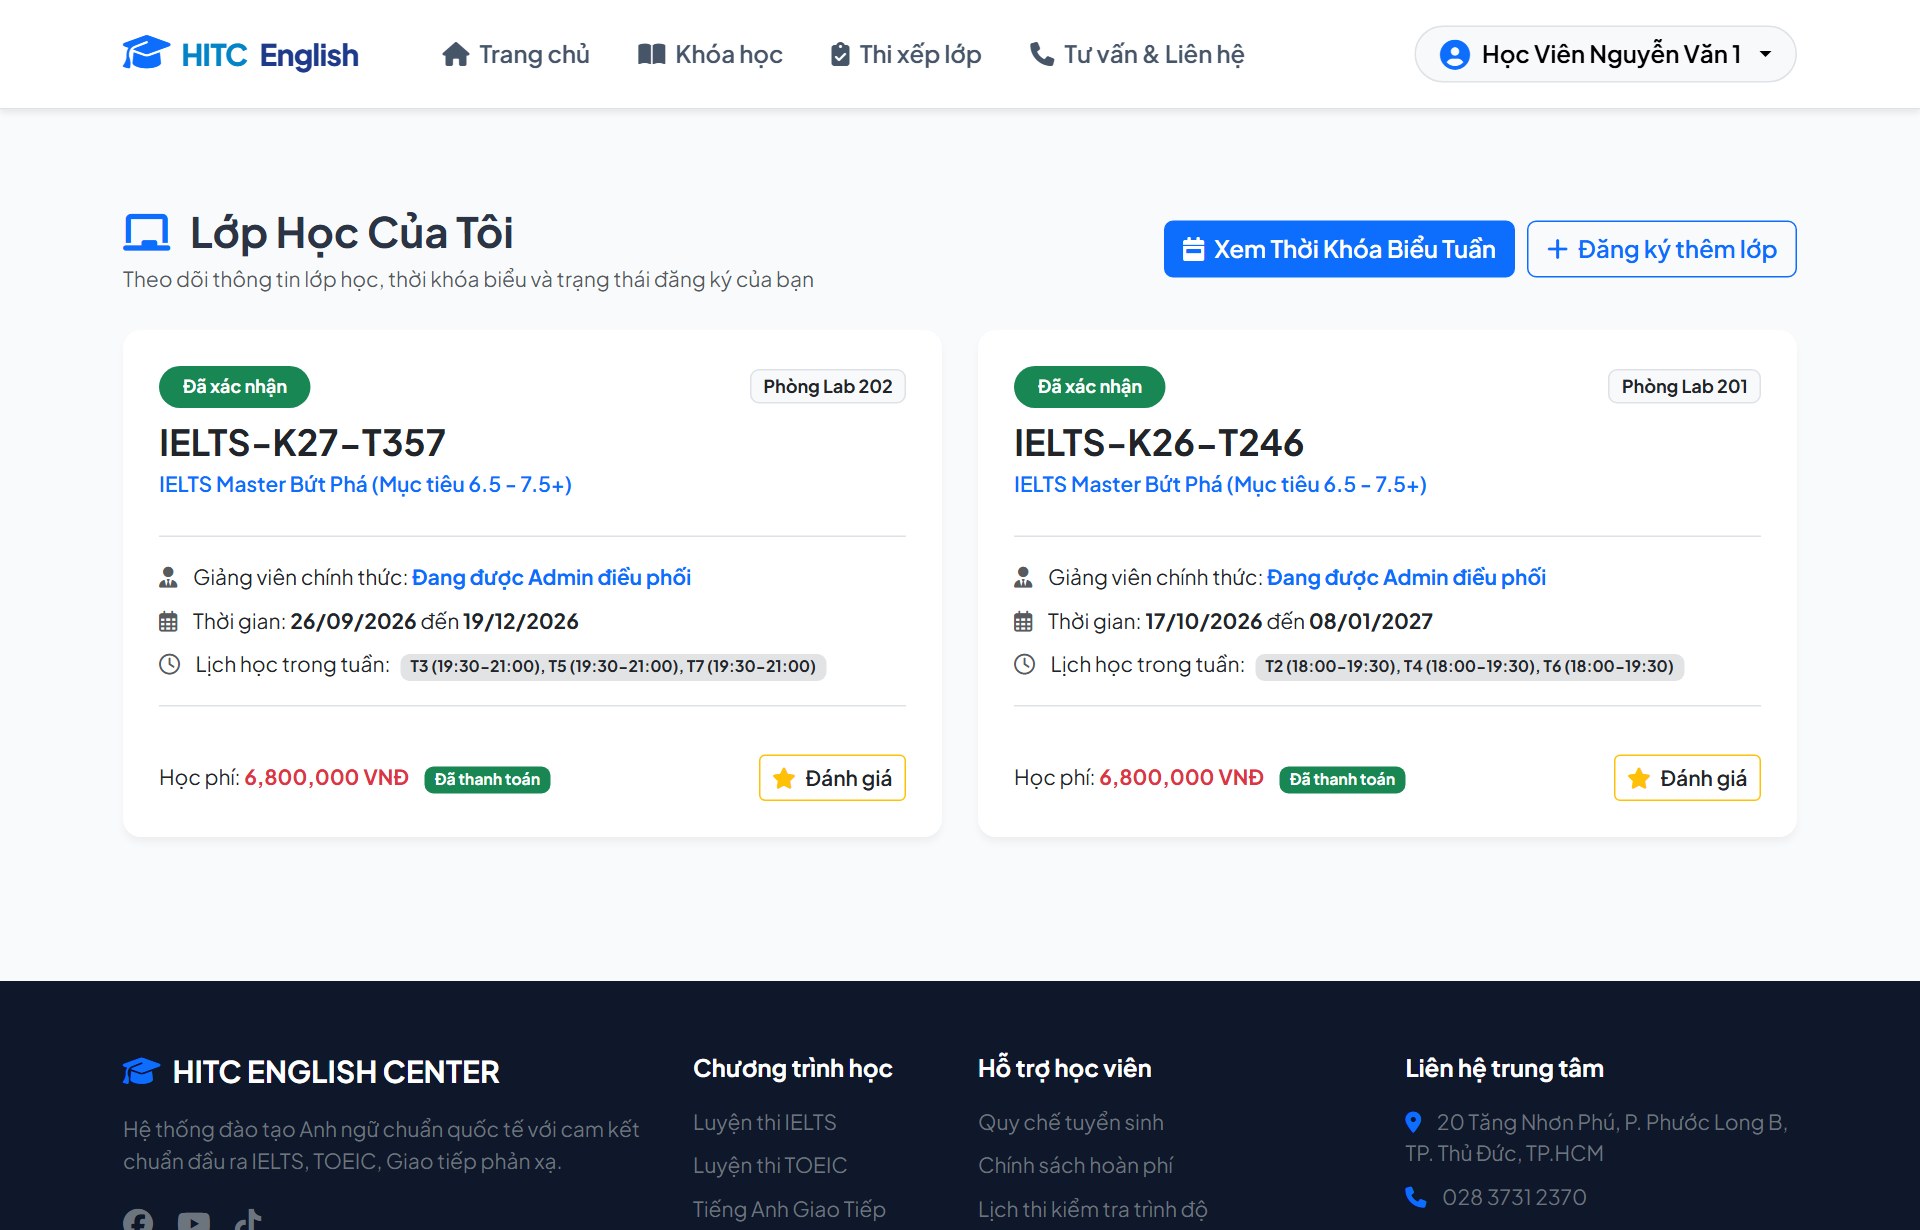 HITC English
Trang chủ
Khóa học
Thi xếp lớp
Tư vấn & Liên hệ
Học Viên Nguyễn Văn 1
Lớp Học Của Tôi
Theo dõi thông tin lớp học, thời khóa biểu và trạng thái đăng ký của bạn
Xem Thời Khóa Biểu Tuần
Đăng ký thêm lớp
Đã xác nhận
Phòng Lab 202
IELTS-K27-T357
IELTS Master Bứt Phá (Mục tiêu 6.5 - 7.5+)
Giảng viên chính thức: Đang được Admin điều phối
Thời gian: 26/09/2026 đến 19/12/2026
Lịch học trong tuần: T3 (19:30-21:00), T5 (19:30-21:00), T7 (19:30-21:00)
Học phí: 6,800,000 VNĐ Đã thanh toán
Đánh giá
Đã xác nhận
Phòng Lab 201
IELTS-K26-T246
IELTS Master Bứt Phá (Mục tiêu 6.5 - 7.5+)
Giảng viên chính thức: Đang được Admin điều phối
Thời gian: 17/10/2026 đến 08/01/2027
Lịch học trong tuần: T2 (18:00-19:30), T4 (18:00-19:30), T6 (18:00-19:30)
Học phí: 6,800,000 VNĐ Đã thanh toán
Đánh giá
HITC ENGLISH CENTER
Hệ thống đào tạo Anh ngữ chuẩn quốc tế với cam kết
chuẩn đầu ra IELTS, TOEIC, Giao tiếp phản xạ.
Chương trình học
Luyện thi IELTS
Luyện thi TOEIC
Tiếng Anh Giao Tiếp
Hỗ trợ học viên
Quy chế tuyển sinh
Chính sách hoàn phí
Lịch thi kiểm tra trình độ
Liên hệ trung tâm
20 Tăng Nhơn Phú, P. Phước Long B,
TP. Thủ Đức, TP.HCM
028 3731 2370